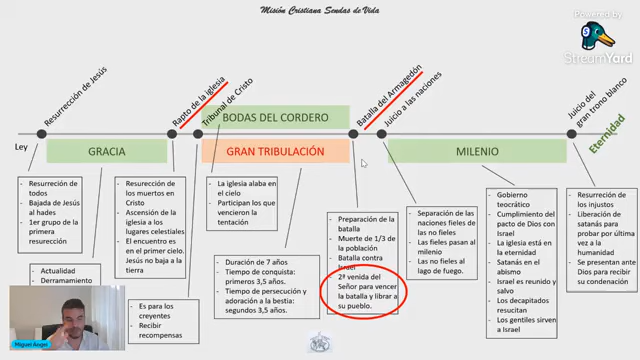 Misión Cristiana Sendas de Vida
Powered by
StreamYard
Resurrección de Jesús
Rapto de la iglesia
Tribunal de Cristo
Batalla del Armagedón
Juicio a las naciones
Juicio del
gran trono blanco
Eternidad
Ley
BODAS DEL CORDERO
GRACIA
GRAN TRIBULACIÓN
MILENIO
- Resurrección de
todos
- Bajada de Jesús
al hades
- 1er grupo de la
primera
resurrección
- Actualidad
- Derramamiento
- Resurrección de
los muertos en
Cristo
- Ascensión de la
iglesia a los
lugares celestiales
- El encuentro es
en el primer cielo.
Jesús no baja a la
tierra
- Es para los
creyentes
- Recibir
recompensas
- La iglesia alaba en
el cielo
- Participan los que
vencieron la
tentación
- Duración de 7 años
- Tiempo de conquista:
primeros 3,5 años.
- Tiempo de persecución y
adoración a la bestia:
segundos 3,5 años.
- Preparación de la
batalla
- Muerte de 1/3 de
la población
- Batalla contra
Israel
- 2ª venida del
Señor para vencer
la batalla y librar a
su pueblo.
- Separación de las
naciones fieles de
las no fieles
- Las fieles pasan al
milenio
- Las no fieles al
lago de fuego.
- Gobierno
teocrático
- Cumplimiento del
pacto de Dios con
Israel
- La iglesia está en
la eternidad
- Satanás en el
abismo
- Israel es reunido y
salvo
- Los decapitados
resucitan
- Los gentiles sirven
a Israel
- Resurrección de
los injustos
- Liberación de
satanás para
probar por última
vez a la
humanidad
- Se presentan ante
Dios para recibir
su condenación
Miguel Ángel